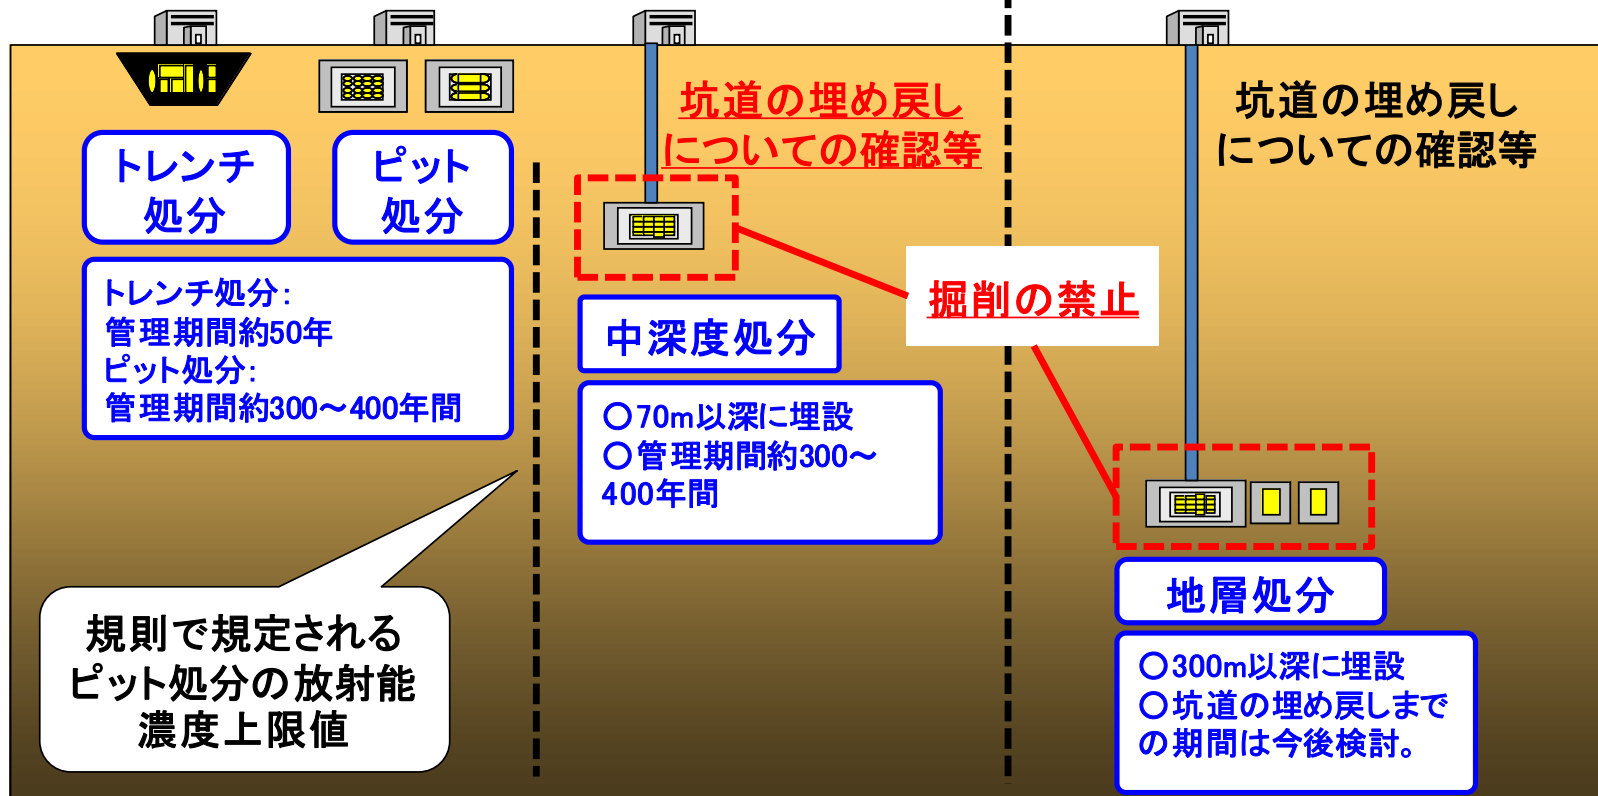 トレンチ
処分
ピット
処分
トレンチ処分：
管理期間約50年
ピット処分：
管理期間約300～400年間
規則で規定される
ピット処分の放射能
濃度上限値
坑道の埋め戻し
についての確認等
中深度処分
○70m以深に埋設
○管理期間約300～
400年間
掘削の禁止
坑道の埋め戻し
についての確認等
地層処分
○300m以深に埋設
○坑道の埋め戻しまで
の期間は今後検討。